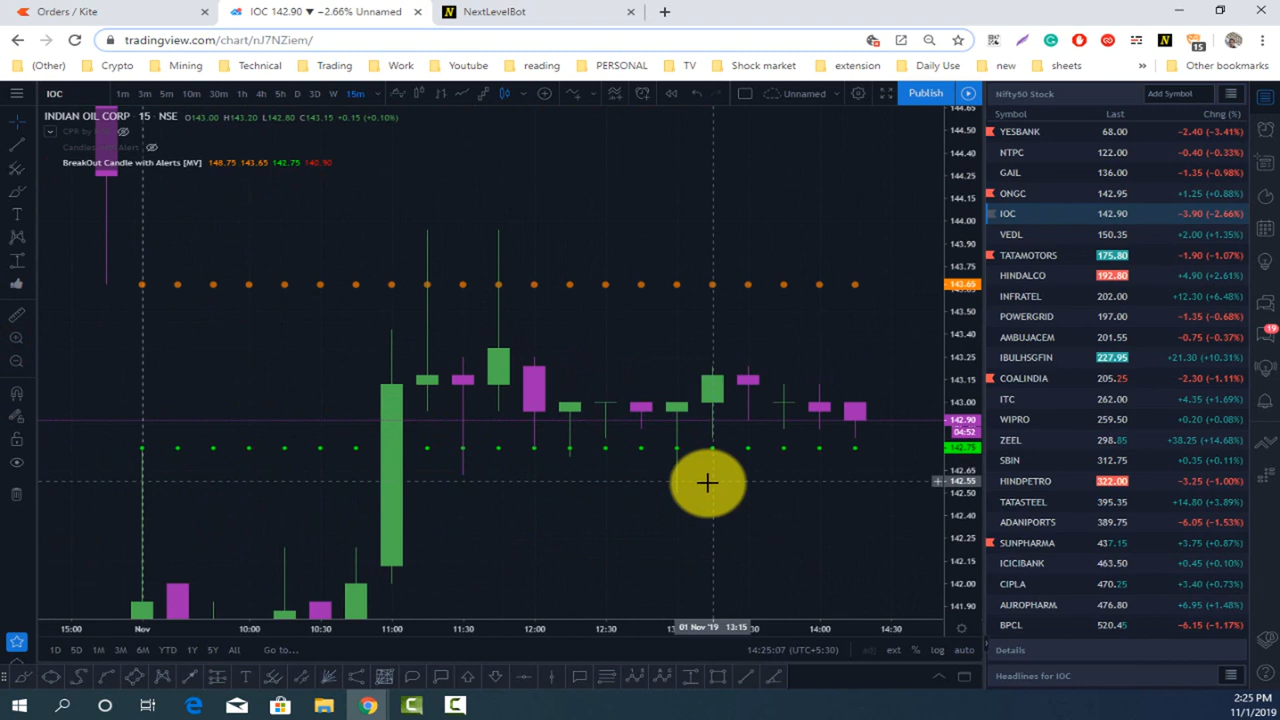 Orders / Kite
IOC 142.90 ▼ −2.66% Unnamed
NextLevelBot
tradingview.com/chart/nJ7NZiem/
15
(Other) Crypto Mining Technical Trading Work Youtube reading PERSONAL TV Shock market extension Daily Use new sheets » Other bookmarks
IOC 1m 3m 5m 10m 30m 1h 2h 4h 5h D 3D W 15m Unnamed Publish
INDIAN OIL CORP 15 NSE O143.00 H143.20 L142.80 C143.15 +0.15 (+0.10%)
Candles with Alert
BreakOut Candle with Alerts [MV] 148.75 143.65 142.75 140.90
144.65
144.50
144.40
144.25
144.15
144.00
143.90
143.75
143.65
143.50
143.40
143.25
143.15
143.00
142.90
04:52
142.75
142.65
142.55
142.50
142.40
142.25
142.15
142.00
141.90
15:00 Nov 10:00 10:30 11:00 11:30 12:00 12:30 01 Nov '19 12:15 14:00 14:30
1D 5D 1M 3M 6M YTD 1Y 5Y All Go to... 14:25:07 (UTC+5:30) adj ext % log auto
Nifty50 Stock Add Symbol
Symbol Last Chg (%)
YESBANK 68.00 −2.40 (−3.41%)
NTPC 122.00 −0.40 (−0.33%)
GAIL 136.00 −1.35 (−0.98%)
ONGC 142.95 +1.25 (+0.88%)
IOC 142.90 −3.90 (−2.66%)
VEDL 150.35 +2.00 (+1.35%)
TATAMOTORS 175.80 −1.90 (−1.07%)
HINDALCO 192.80 +4.90 (+2.61%)
INFRATEL 202.00 +12.30 (+6.48%)
POWERGRID 197.00 −1.35 (−0.68%)
AMBUJACEM 201.55 −0.75 (−0.37%)
IBULHSGFIN 227.95 +21.30 (+10.31%)
COALINDIA 205.25 −2.30 (−1.11%)
ITC 262.00 +4.35 (+1.69%)
WIPRO 259.50 +0.20 (+0.08%)
ZEEL 298.85 +38.25 (+14.68%)
SBIN 312.75 +0.35 (+0.11%)
HINDPETRO 322.00 −3.25 (−1.00%)
TATASTEEL 395.35 +14.80 (+3.89%)
ADANIPORTS 389.75 −6.05 (−1.53%)
SUNPHARMA 437.15 +3.75 (+0.87%)
ICICIBANK 463.50 +0.45 (+0.10%)
CIPLA 470.25 +3.40 (+0.73%)
AUROPHARM. 476.80 +6.95 (+1.48%)
BPCL 520.45 −6.15 (−1.17%)
Details
Headlines for IOC
19
2:25 PM
11/1/2019